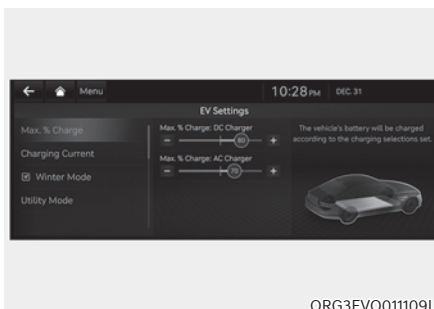 Menu 10:28 PM DEC. 31
EV Settings
Max. % Charge
Charging Current
Winter Mode
Utility Mode
Max. % Charge: DC Charger
80
Max. % Charge: AC Charger
70
The vehicle's battery will be charged
according to the charging selections set.
ORG3EVQ011109L